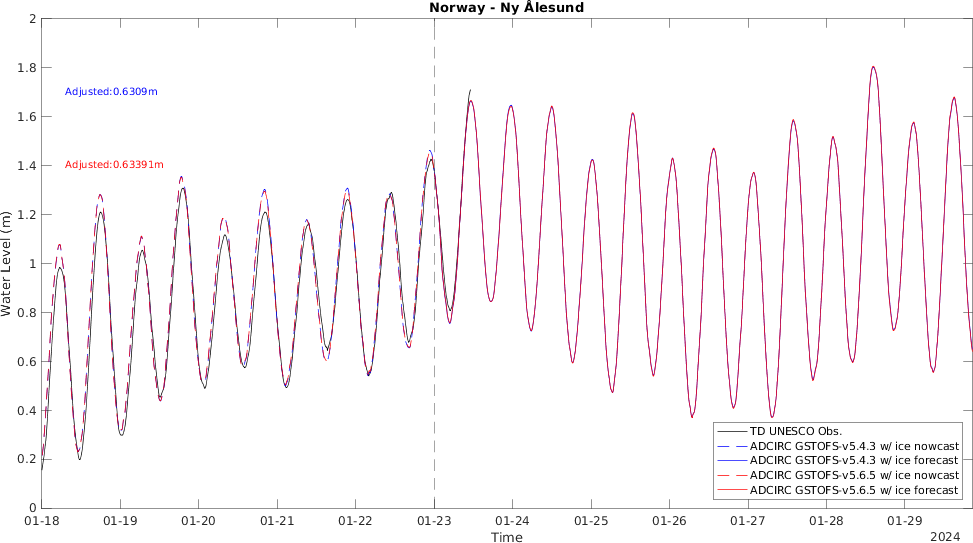 Norway - Ny Ålesund
2
1.8
1.6
1.4
1.2
1
0.8
0.6
0.4
0.2
0
Water Level (m)
Adjusted:0.6309m
Adjusted:0.63391m
TD UNESCO Obs.
ADCIRC GSTOFS-v5.4.3 w/ ice nowcast
ADCIRC GSTOFS-v5.4.3 w/ ice forecast
ADCIRC GSTOFS-v5.6.5 w/ ice nowcast
ADCIRC GSTOFS-v5.6.5 w/ ice forecast
01-18 01-19 01-20 01-21 01-22 01-23 01-24 01-25 01-26 01-27 01-28 01-29
Time
2024